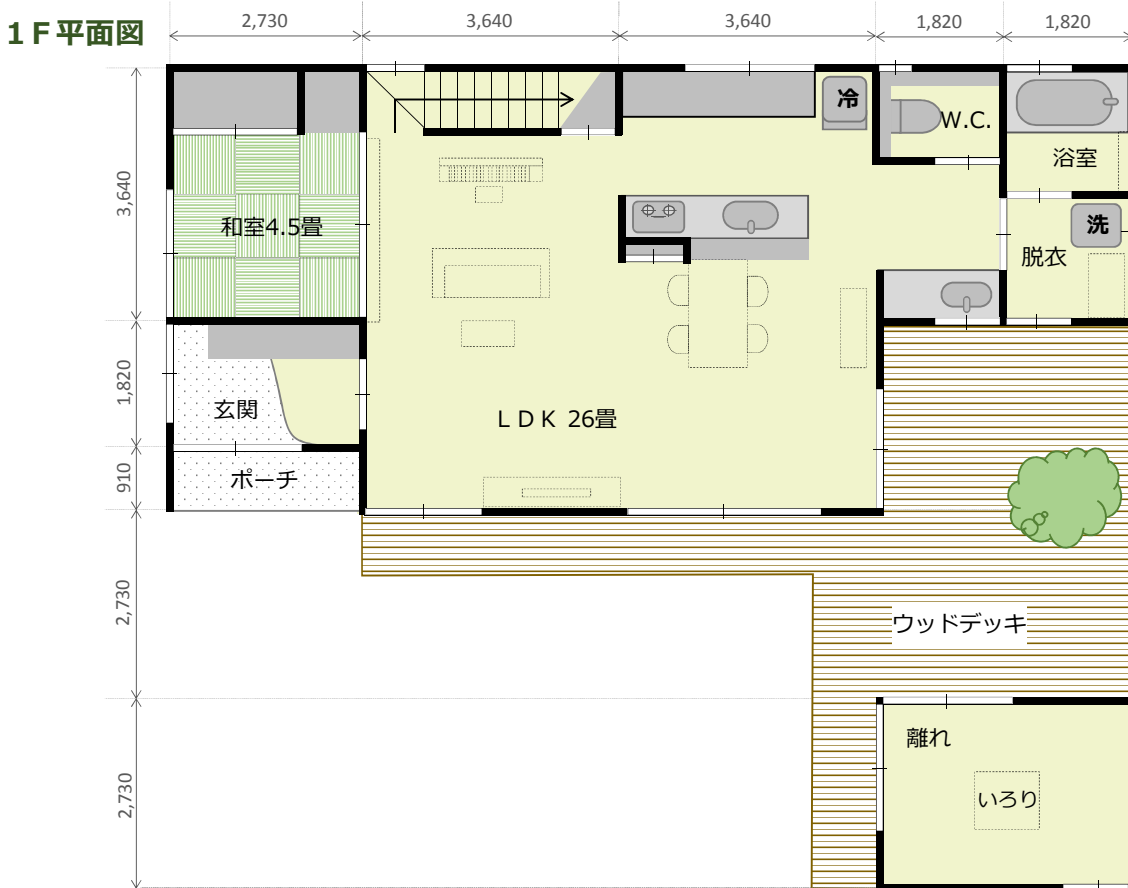 1F平面図
2,730
3,640
3,640
1,820
1,820
冷
W.C.
浴室
3,640
和室4.5畳
洗
脱衣
1,820
玄関
LDK 26畳
910
ポーチ
2,730
ウッドデッキ
離れ
2,730
いろり